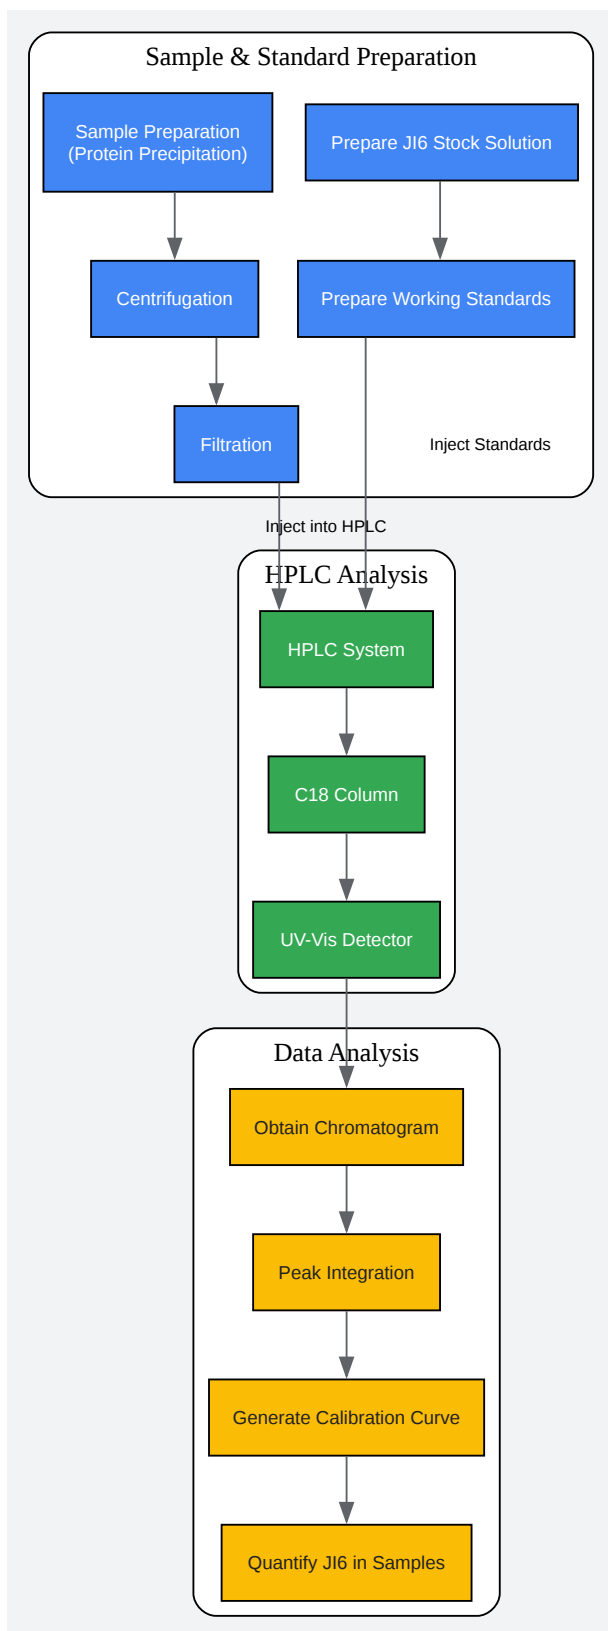 Sample & Standard Preparation
Sample Preparation
(Protein Precipitation)
Prepare JI6 Stock Solution
Centrifugation
Prepare Working Standards
Filtration
Inject Standards
Inject into HPLC
HPLC Analysis
HPLC System
C18 Column
UV-Vis Detector
Data Analysis
Obtain Chromatogram
Peak Integration
Generate Calibration Curve
Quantify JI6 in Samples